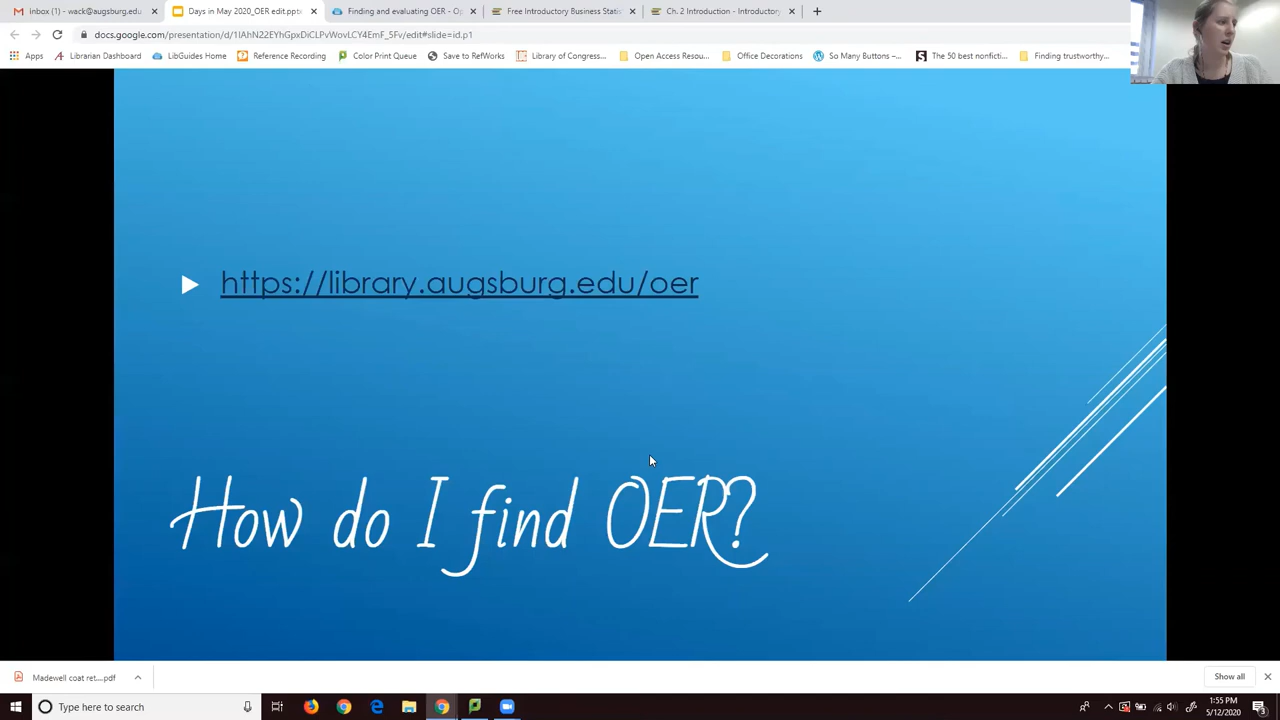 inbox (1) - wack@augsburg.edu
Days in May 2020_OER edit.pptx
Finding and evaluating OER - Op
Free Introductory Business Stati
Ch. 2 Introduction - Introductory
docs.google.com/presentation/d/1IAhN22EYhGpxDiCLPvWovLCY4EmF_5Fv/edit#slide=id.p1
Apps
Librarian Dashboard
LibGuides Home
Reference Recording
Color Print Queue
Save to RefWorks
Library of Congress...
Open Access Resou...
Office Decorations
So Many Buttons –...
The 50 best nonficti...
Finding trustworthy...
https://library.augsburg.edu/oer
How do I find OER?
Madewell coat ret....pdf
Show all
Type here to search
1:55 PM
5/12/2020